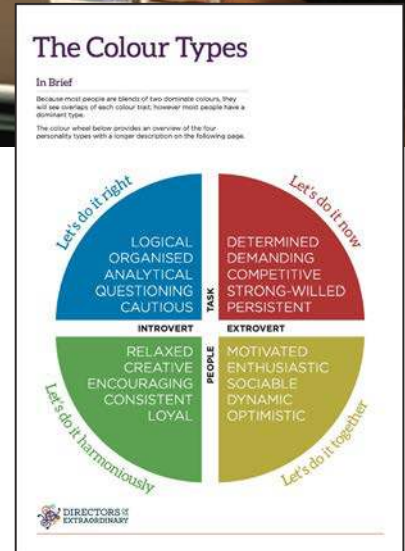 The Colour Types
In Brief
Because most people are blends of two dominate colours, they
will see overlaps of each colour trait, however most people have a
dominant type.
The colour wheel below provides an overview of the four
personality types with a longer description on the following page.
Let's do it right
Let's do it now
LOGICAL
ORGANISED
ANALYTICAL
QUESTIONING
CAUTIOUS
TASK
DETERMINED
DEMANDING
COMPETITIVE
STRONG-WILLED
PERSISTENT
INTROVERT
EXTROVERT
RELAXED
CREATIVE
ENCOURAGING
CONSISTENT
LOYAL
PEOPLE
MOTIVATED
ENTHUSIASTIC
SOCIABLE
DYNAMIC
OPTIMISTIC
Let's do it harmoniously
Let's do it together
DIRECTORS OF
EXTRAORDINARY